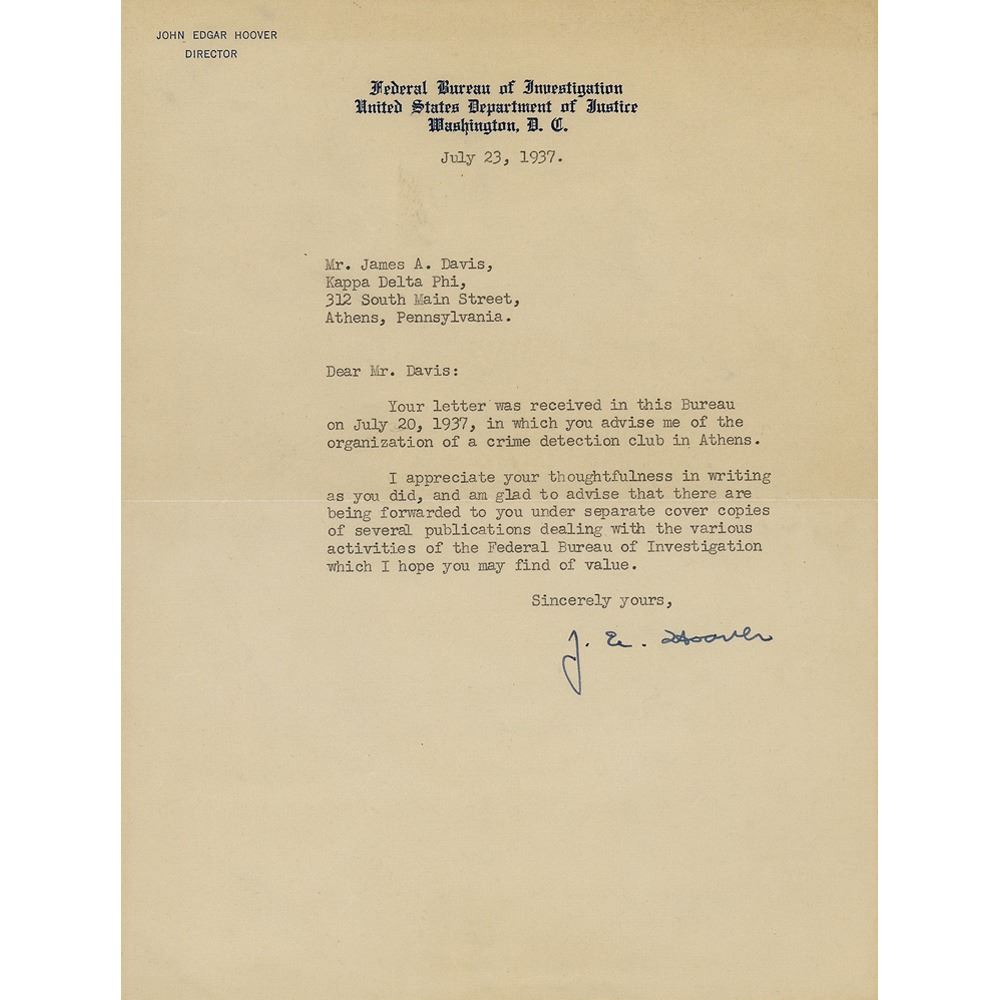 JOHN EDGAR HOOVER
DIRECTOR
Federal Bureau of Investigation
United States Department of Justice
Washington, D. C.
July 23, 1937.
Mr. James A. Davis,
Kappa Delta Phi,
312 South Main Street,
Athens, Pennsylvania.
Dear Mr. Davis:
Your letter was received in this Bureau
on July 20, 1937, in which you advise me of the
organization of a crime detection club in Athens.
I appreciate your thoughtfulness in writing
as you did, and am glad to advise that there are
being forwarded to you under separate cover copies
of several publications dealing with the various
activities of the Federal Bureau of Investigation
which I hope you may find of value.
Sincerely yours,
J. E. Hoover